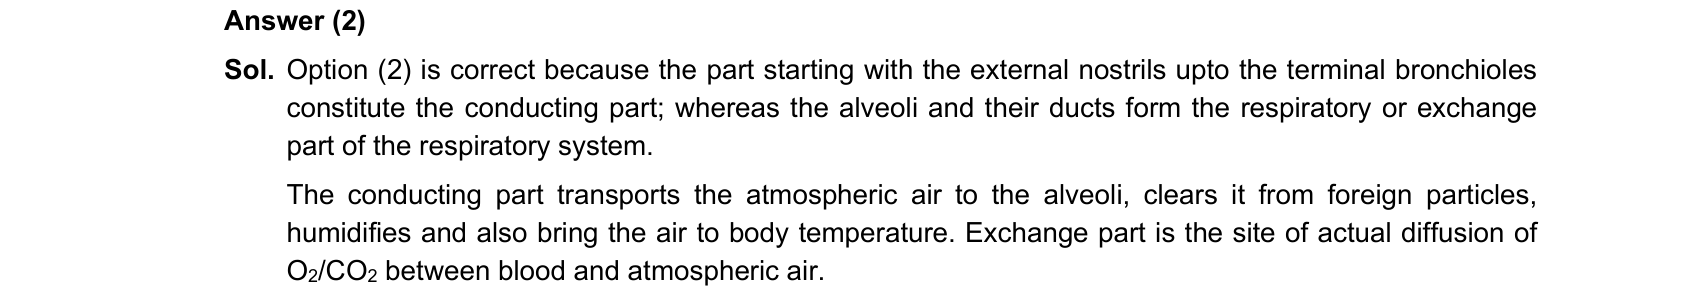 Answer (2)
Sol. Option (2) is correct because the part starting with the external nostrils upto the terminal bronchioles
constitute the conducting part; whereas the alveoli and their ducts form the respiratory or exchange
part of the respiratory system.
The conducting part transports the atmospheric air to the alveoli, clears it from foreign particles,
humidifies and also bring the air to body temperature. Exchange part is the site of actual diffusion of
O₂/CO₂ between blood and atmospheric air.